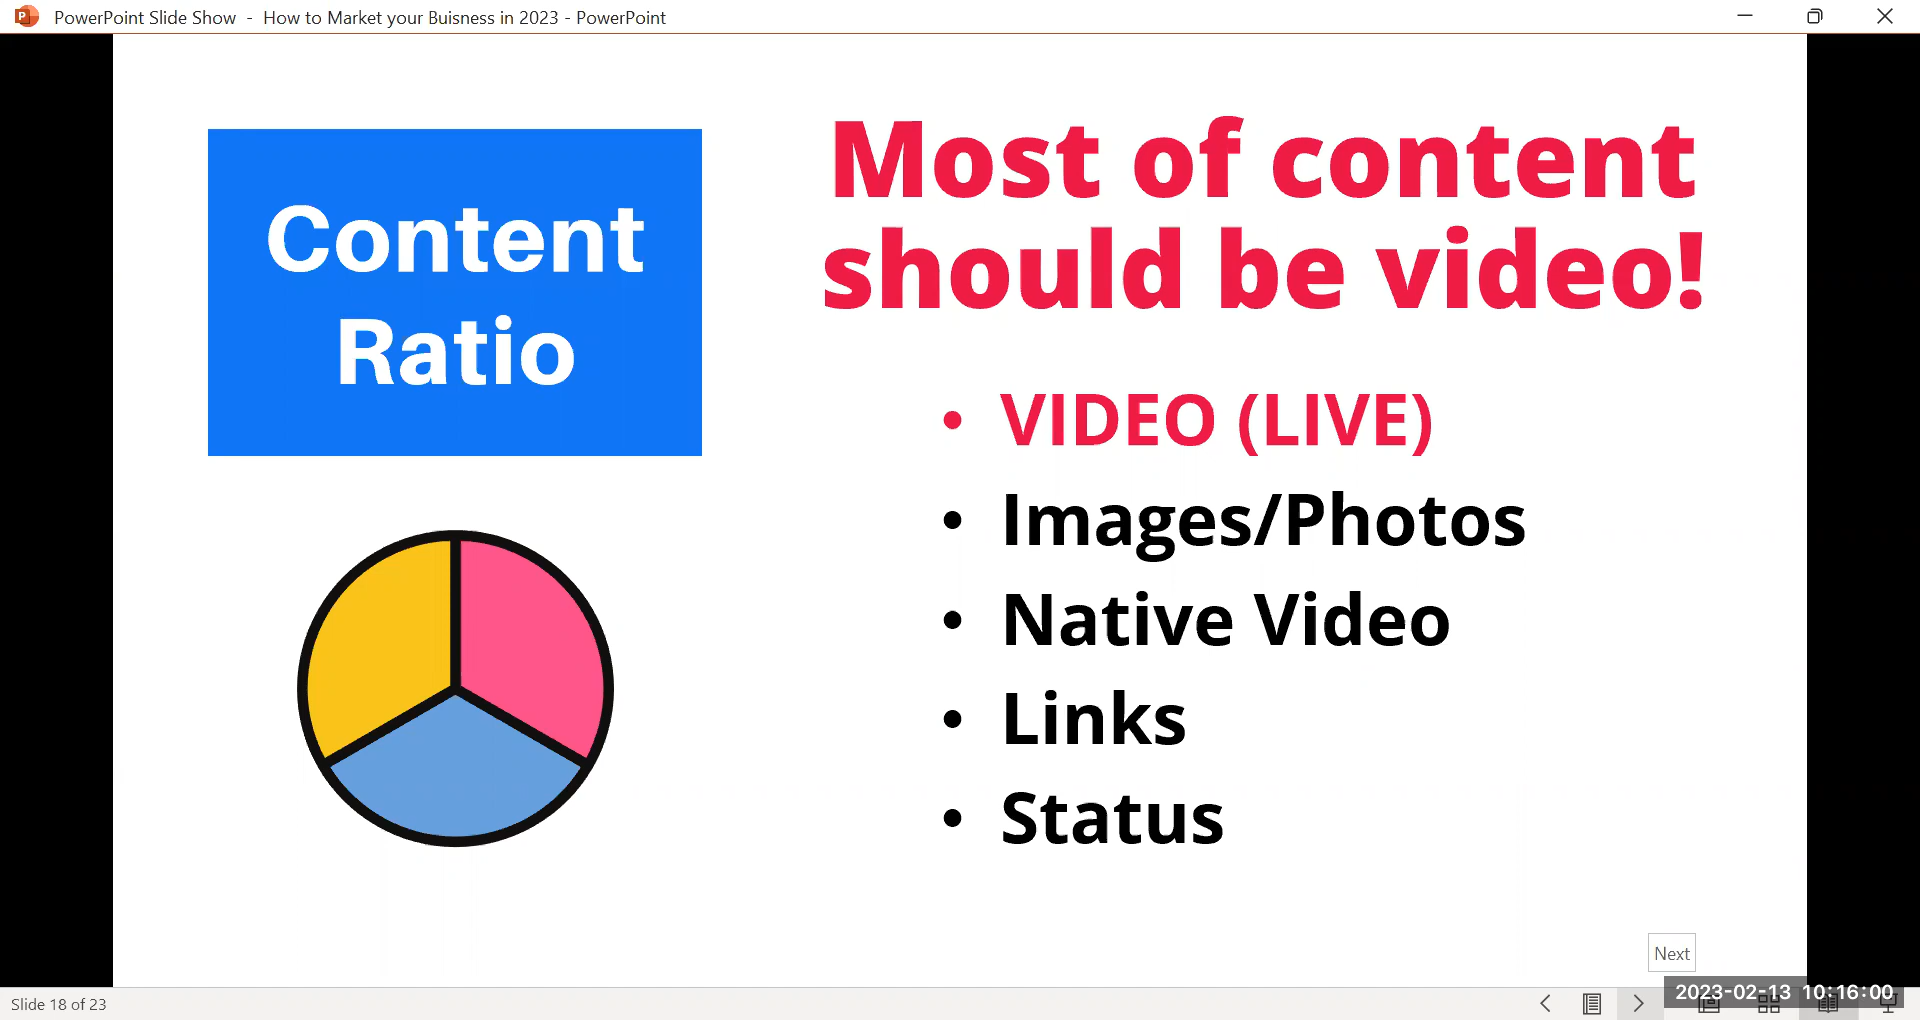 PowerPoint Slide Show - How to Market your Buisness in 2023 - PowerPoint
Content
Ratio
Most of content
should be video!
• VIDEO (LIVE)
• Images/Photos
• Native Video
• Links
• Status
Next
2023-02-13 10:16:00
Slide 18 of 23